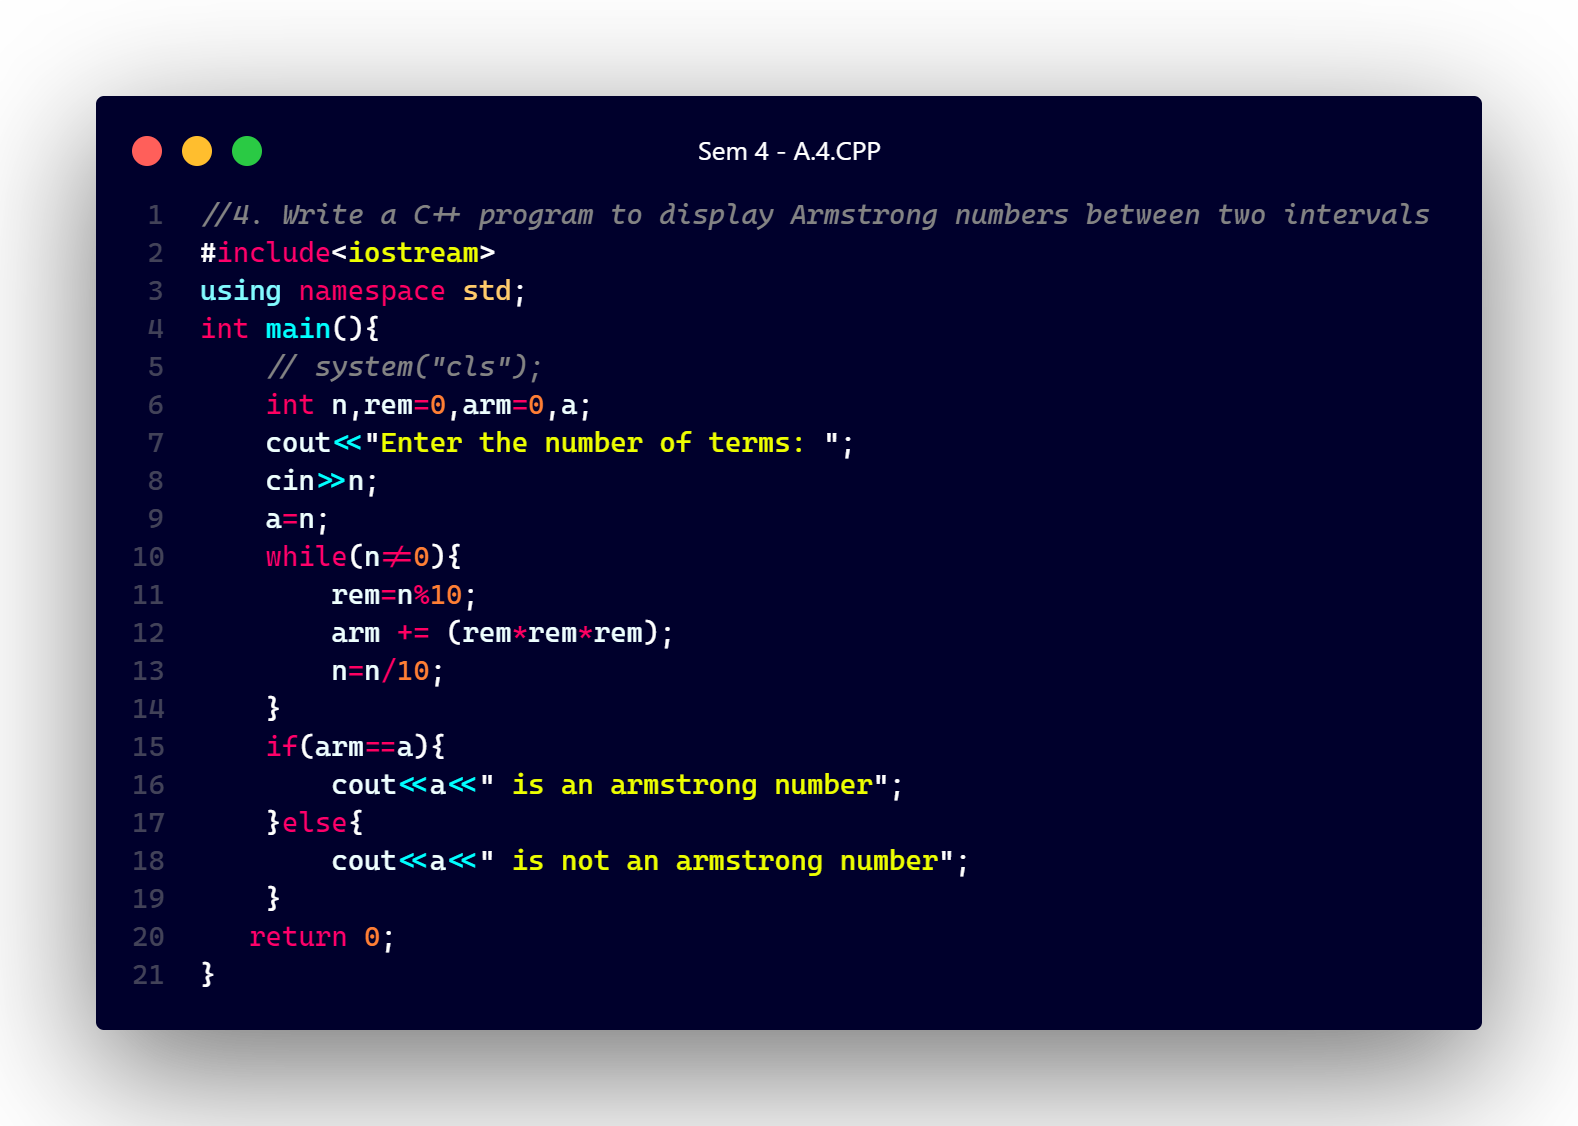 Sem 4 - A.4.CPP
1 //4. Write a C++ program to display Armstrong numbers between two intervals
2 #include<iostream>
3 using namespace std;
4 int main(){
5     // system("cls");
6     int n,rem=0,arm=0,a;
7     cout<<"Enter the number of terms: ";
8     cin>>n;
9     a=n;
10     while(n!=0){
11         rem=n%10;
12         arm += (rem*rem*rem);
13         n=n/10;
14     }
15     if(arm==a){
16         cout<<a<<" is an armstrong number";
17     }else{
18         cout<<a<<" is not an armstrong number";
19     }
20    return 0;
21 }